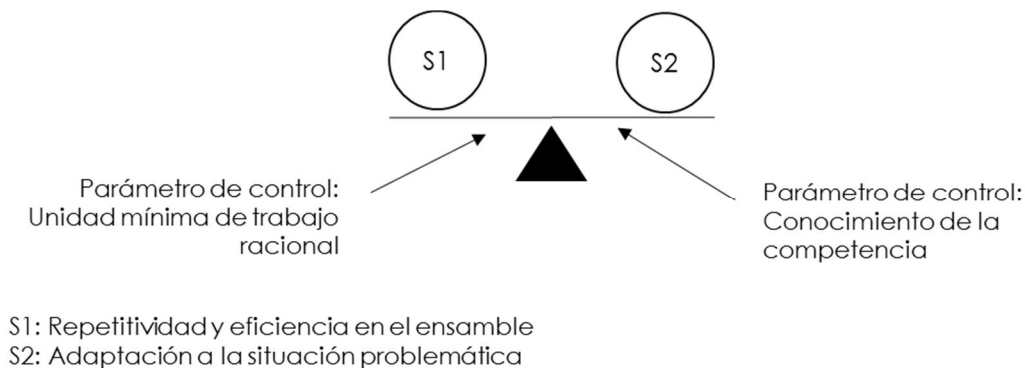 S1
S2
Parámetro de control:
Unidad mínima de trabajo
racional
Parámetro de control:
Conocimiento de la
competencia
S1: Repetitividad y eficiencia en el ensamble
S2: Adaptación a la situación problemática